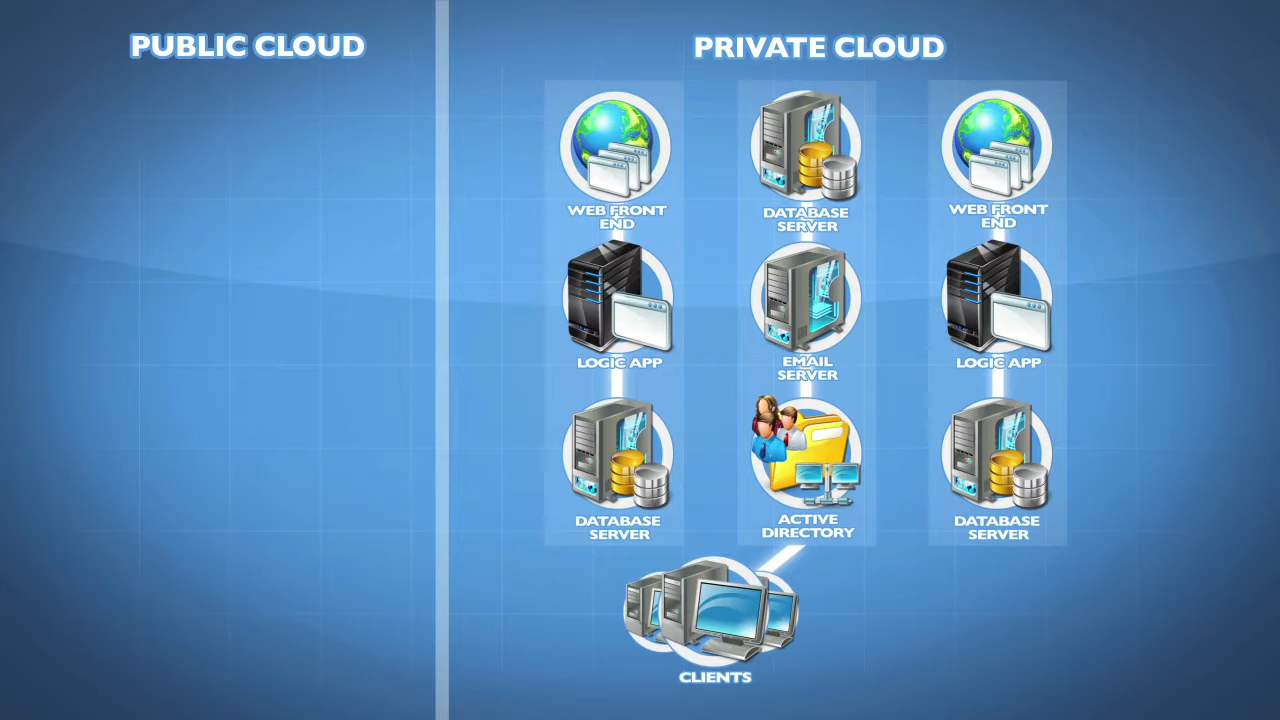 PUBLIC CLOUD
PRIVATE CLOUD
WEB FRONT
END
DATABASE
SERVER
WEB FRONT
END
LOGIC APP
EMAIL
SERVER
LOGIC APP
DATABASE
SERVER
ACTIVE
DIRECTORY
DATABASE
SERVER
CLIENTS